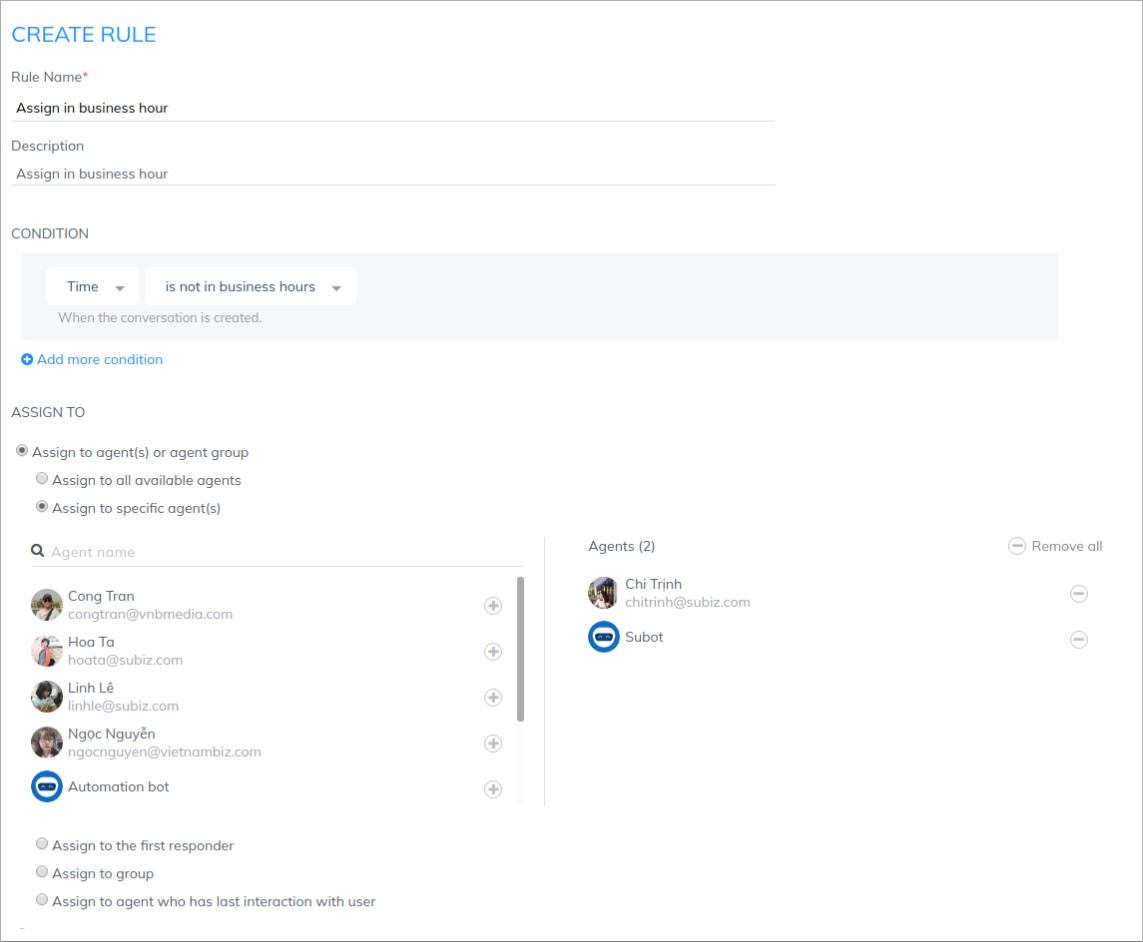 CREATE RULE
Rule Name*
Assign in business hour
Description
Assign in business hour
CONDITION
Time is not in business hours
When the conversation is created.
Add more condition
ASSIGN TO
Assign to agent(s) or agent group
Assign to all available agents
Assign to specific agent(s)
Agent name
Cong Tran
congtran@vnbmedia.com
Hoa Ta
hoata@subiz.com
Linh Lê
linhle@subiz.com
Ngọc Nguyễn
ngocnguyen@vietnambiz.com
Automation bot
Agents (2) Remove all
Chi Trịnh
chitrinh@subiz.com
Subot
Assign to the first responder
Assign to group
Assign to agent who has last interaction with user